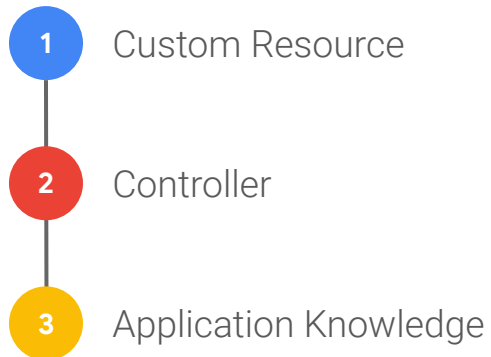 1 Custom Resource
2 Controller
3 Application Knowledge